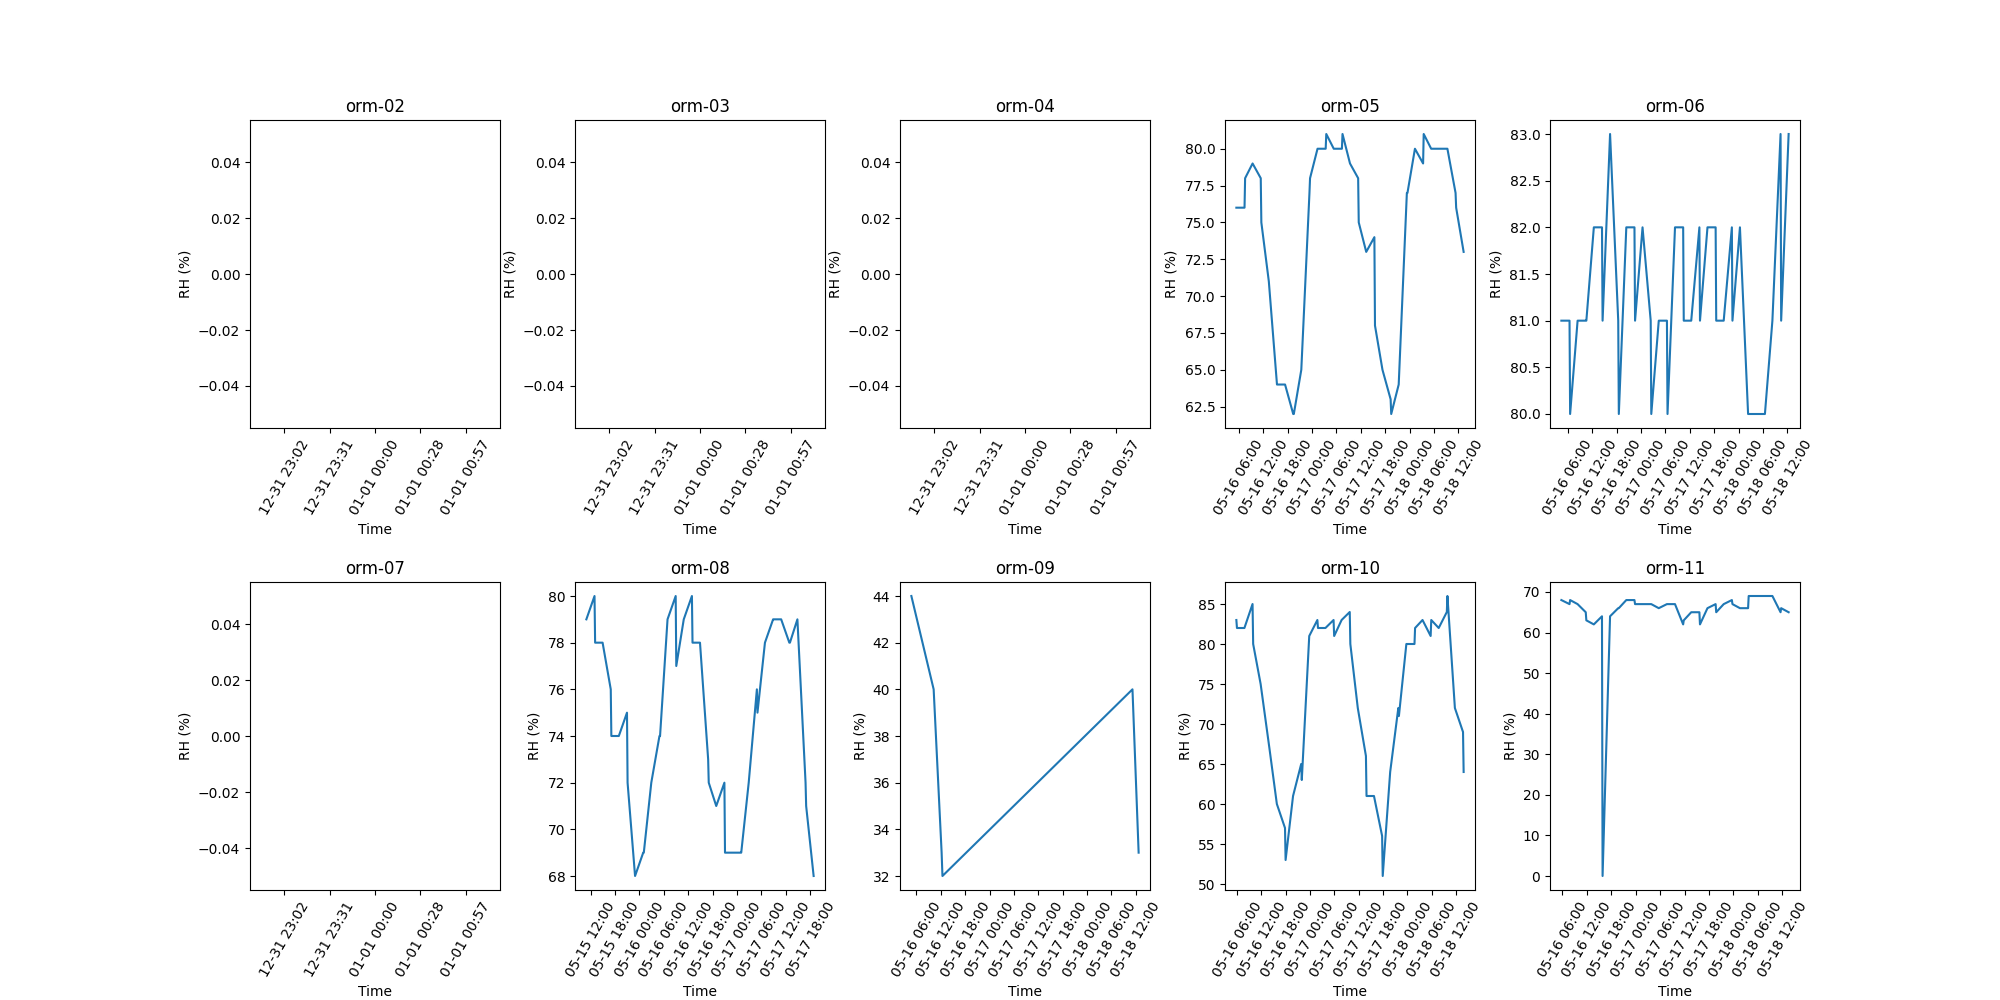 orm-02 orm-03 orm-04 orm-05 orm-06
RH (%) 0.04 0.02 0.00 −0.02 −0.04
12-31 23:02 12-31 23:31 01-01 00:00 01-01 00:28 01-01 00:57
Time
RH (%) 0.04 0.02 0.00 −0.02 −0.04
12-31 23:02 12-31 23:31 01-01 00:00 01-01 00:28 01-01 00:57
Time
RH (%) 0.04 0.02 0.00 −0.02 −0.04
12-31 23:02 12-31 23:31 01-01 00:00 01-01 00:28 01-01 00:57
Time
RH (%) 80.0 77.5 75.0 72.5 70.0 67.5 65.0 62.5
05-16 06:00 05-16 12:00 05-16 18:00 05-17 00:00 05-17 06:00 05-17 12:00 05-17 18:00 05-18 00:00 05-18 06:00 05-18 12:00
Time
RH (%) 83.0 82.5 82.0 81.5 81.0 80.5 80.0
05-16 06:00 05-16 12:00 05-16 18:00 05-17 00:00 05-17 06:00 05-17 12:00 05-17 18:00 05-18 00:00 05-18 06:00 05-18 12:00
Time
orm-07 orm-08 orm-09 orm-10 orm-11
RH (%) 0.04 0.02 0.00 −0.02 −0.04
12-31 23:02 12-31 23:31 01-01 00:00 01-01 00:28 01-01 00:57
Time
RH (%) 80 78 76 74 72 70 68
05-15 12:00 05-15 18:00 05-16 00:00 05-16 06:00 05-16 12:00 05-16 18:00 05-17 00:00 05-17 06:00 05-17 12:00 05-17 18:00
Time
RH (%) 44 42 40 38 36 34 32
05-16 06:00 05-16 12:00 05-16 18:00 05-17 00:00 05-17 06:00 05-17 12:00 05-17 18:00 05-18 00:00 05-18 06:00 05-18 12:00
Time
RH (%) 85 80 75 70 65 60 55 50
05-16 06:00 05-16 12:00 05-16 18:00 05-17 00:00 05-17 06:00 05-17 12:00 05-17 18:00 05-18 00:00 05-18 06:00 05-18 12:00
Time
RH (%) 70 60 50 40 30 20 10 0
05-16 06:00 05-16 12:00 05-16 18:00 05-17 00:00 05-17 06:00 05-17 12:00 05-17 18:00 05-18 00:00 05-18 06:00 05-18 12:00
Time